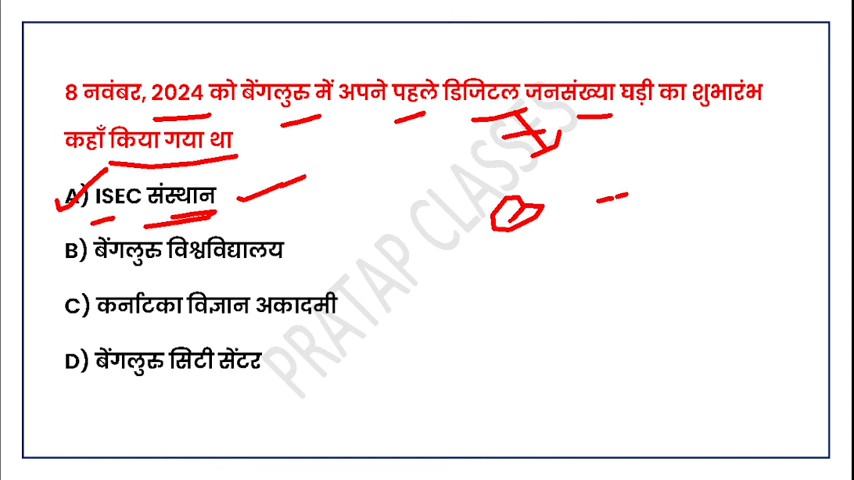 8 नवंबर, 2024 को बेंगलुरु में अपने पहले डिजिटल जनसंख्या घड़ी का शुभारंभ
कहाँ किया गया था
A) ISEC संस्थान
B) बेंगलुरु विश्वविद्यालय
C) कर्नाटका विज्ञान अकादमी
D) बेंगलुरु सिटी सेंटर
PRATAP CLASSES